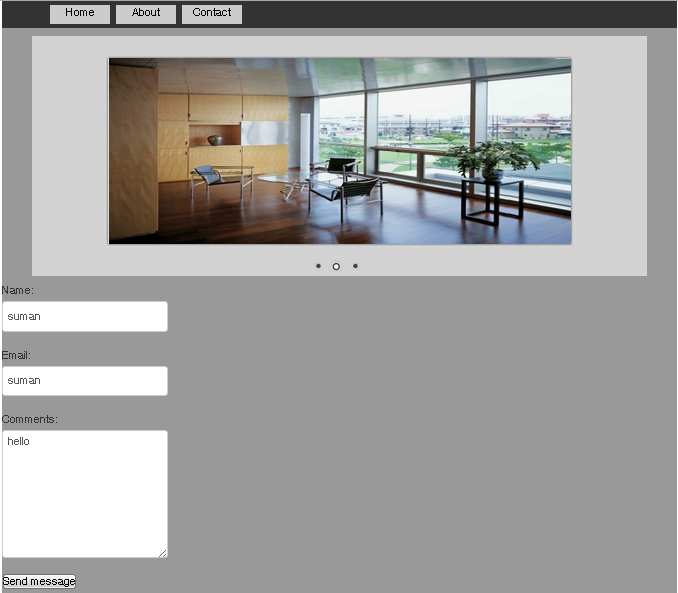 Home About Contact
Name:
suman
Email:
suman
Comments:
hello
Send message